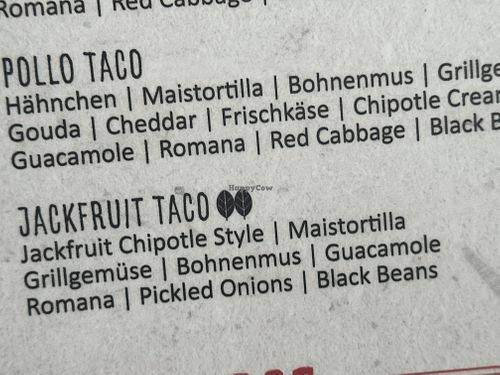 Romana | Red Cabbage |
POLLO TACO
Hähnchen | Maistortilla | Bohnenmus | Grillge
Gouda | Cheddar | Frischkäse | Chipotle Cream
Guacamole | Romana | Red Cabbage | Black B
HappyCow
JACKFRUIT TACO
Jackfruit Chipotle Style | Maistortilla
Grillgemüse | Bohnenmus | Guacamole
Romana | Pickled Onions | Black Beans